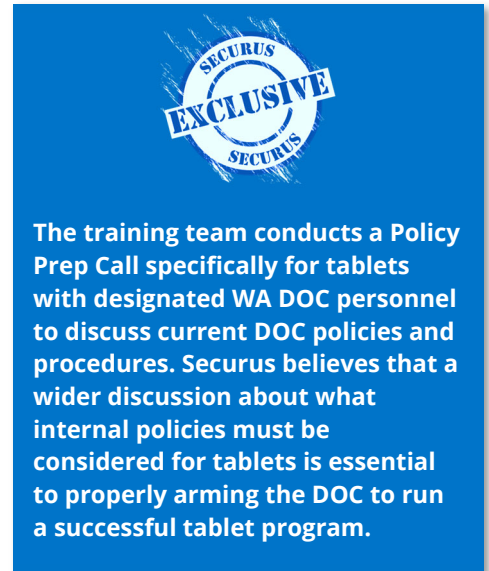 SECURUS
EXCLUSIVE
SECURUS
The training team conducts a Policy
Prep Call specifically for tablets
with designated WA DOC personnel
to discuss current DOC policies and
procedures. Securus believes that a
wider discussion about what
internal policies must be
considered for tablets is essential
to properly arming the DOC to run
a successful tablet program.